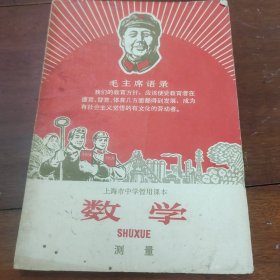 毛主席语录
我们的教育方针，应该使受教育者在
德育、智育、体育几方面都得到发展，成为
有社会主义觉悟的有文化的劳动者。
上海市中学暂用课本
数学
SHUXUE
测量